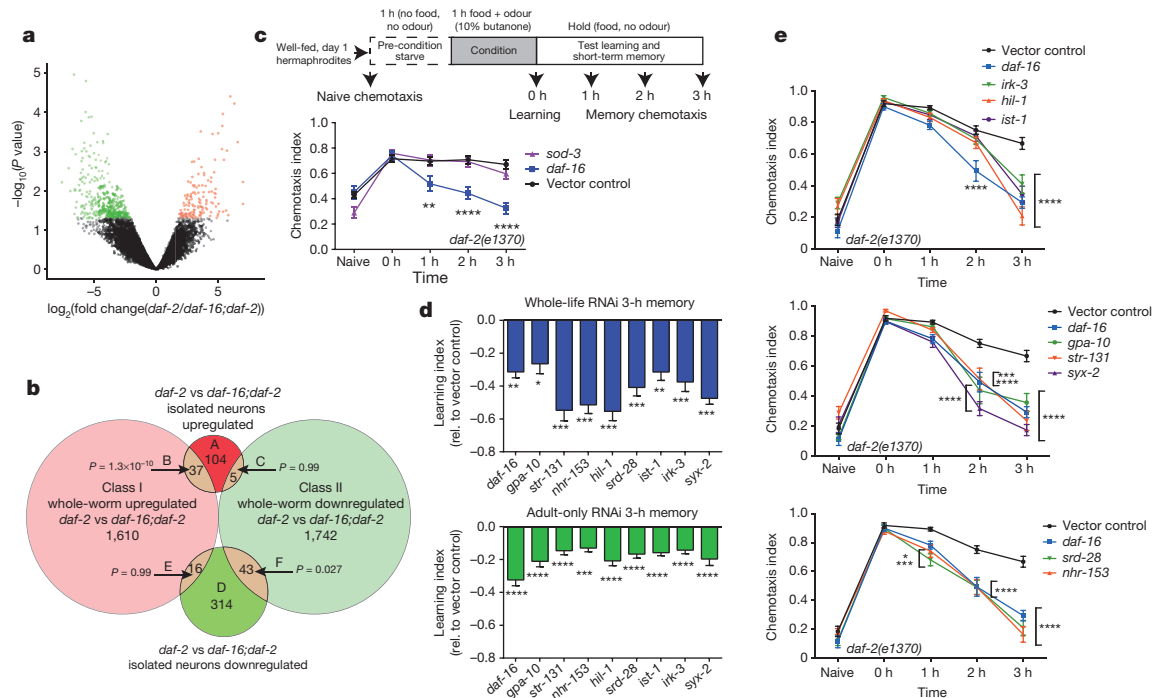 a
5
4
3
2
1
0
−log10(P value)
−5
0
5
log2(fold change(daf-2/daf-16;daf-2))
b
daf-2 vs daf-16;daf-2
isolated neurons
upregulated
A
104
B
37
C
5
P = 1.3×10−10
P = 0.99
Class I
whole-worm upregulated
daf-2 vs daf-16;daf-2
1,610
Class II
whole-worm downregulated
daf-2 vs daf-16;daf-2
1,742
P = 0.99
E
16
43
F
P = 0.027
D
314
daf-2 vs daf-16;daf-2
isolated neurons downregulated
c
1 h (no food,
no odour)
1 h food + odour
(10% butanone)
Hold (food, no odour)
Well-fed, day 1
hermaphrodites
Pre-condition
starve
Condition
Test learning and
short-term memory
Naive chemotaxis
0 h
1 h
2 h
3 h
Learning
Memory chemotaxis
1.0
0.8
0.6
0.4
0.2
0.0
Chemotaxis index
sod-3
daf-16
Vector control
**
****
****
daf-2(e1370)
Naive
0 h
1 h
2 h
3 h
Time
d
Whole-life RNAi 3-h memory
−0.0
−0.2
−0.4
−0.6
−0.8
Learning index
(rel. to vector control)
**
*
***
***
***
***
**
***
***
daf-16
gpa-10
str-131
nhr-153
hil-1
srd-28
ist-1
irk-3
syx-2
Adult-only RNAi 3-h memory
−0.0
−0.2
−0.4
−0.6
−0.8
Learning index
(rel. to vector control)
****
****
****
***
****
****
****
****
****
daf-16
gpa-10
str-131
nhr-153
hil-1
srd-28
ist-1
irk-3
syx-2
e
Vector control
daf-16
irk-3
hil-1
ist-1
1.0
0.8
0.6
0.4
0.2
0
Chemotaxis index
****
****
daf-2(e1370)
Naive
0 h
1 h
2 h
3 h
Time
Vector control
daf-16
gpa-10
str-131
syx-2
1.0
0.8
0.6
0.4
0.2
0
Chemotaxis index
***
****
****
****
daf-2(e1370)
Naive
0 h
1 h
2 h
3 h
Time
Vector control
daf-16
srd-28
nhr-153
1.0
0.8
0.6
0.4
0.2
0
Chemotaxis index
*
***
****
****
daf-2(e1370)
Naive
0 h
1 h
2 h
3 h
Time